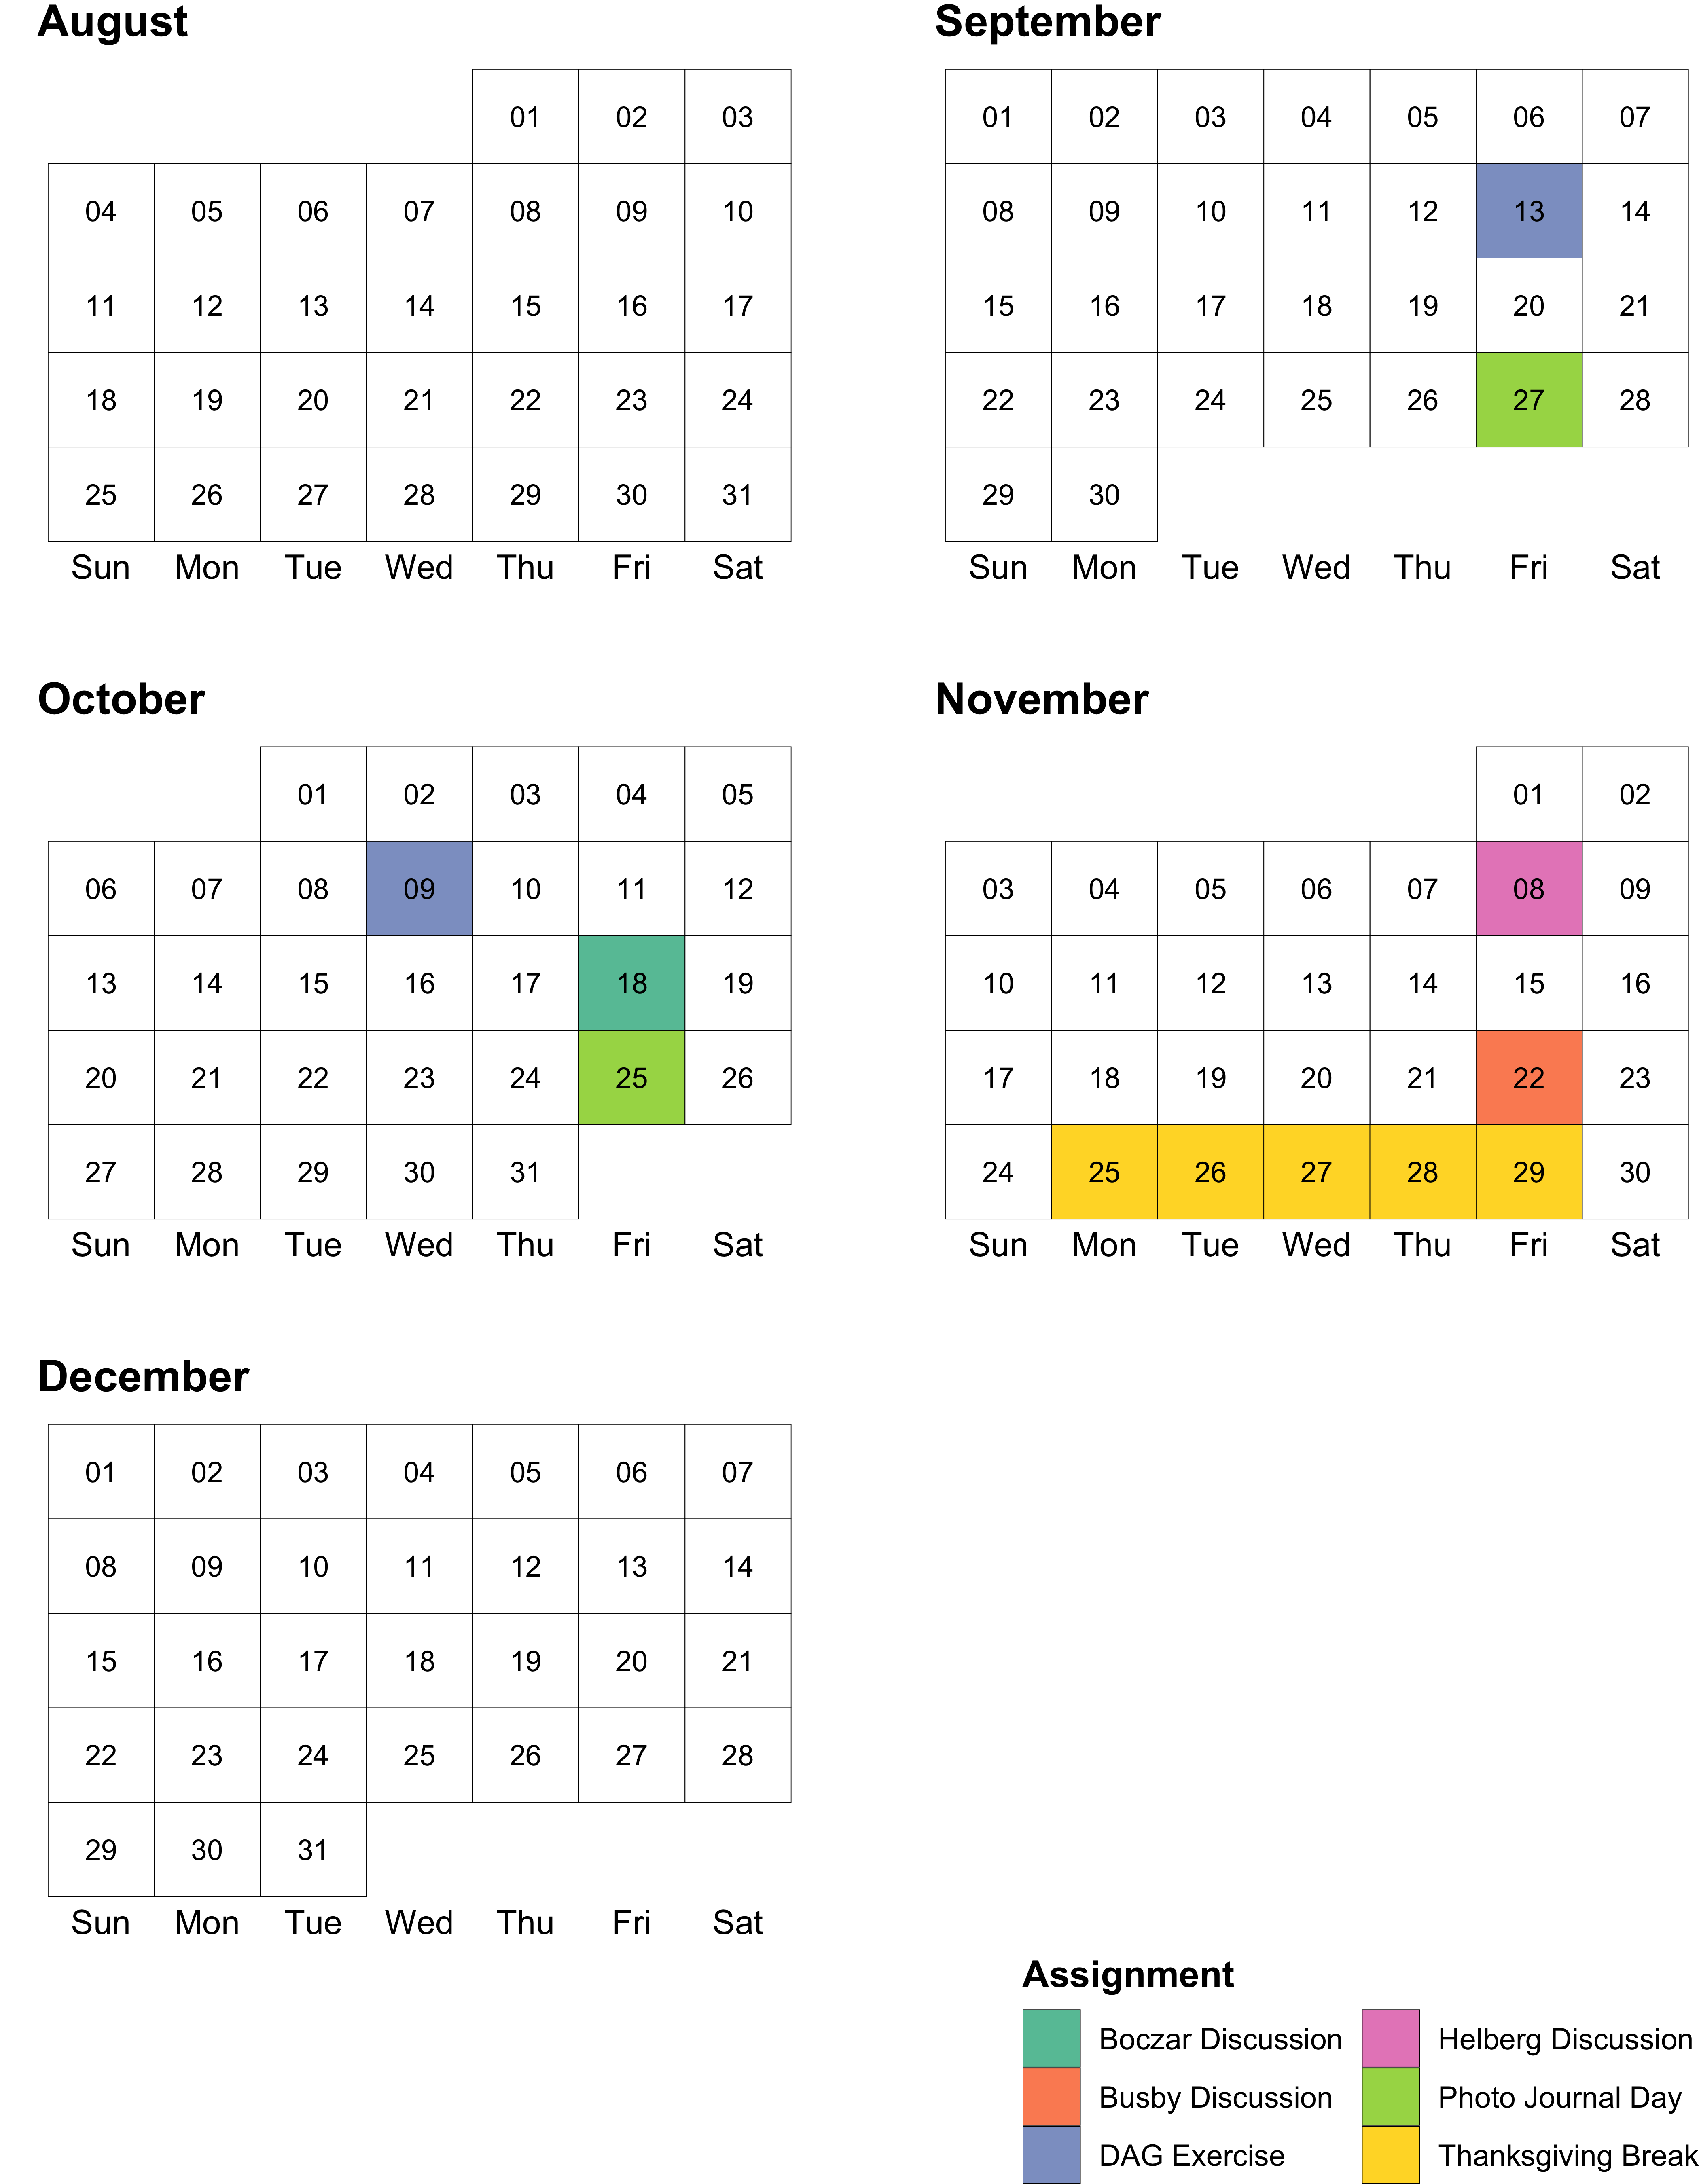 August
01 02 03
04 05 06 07 08 09 10
11 12 13 14 15 16 17
18 19 20 21 22 23 24
25 26 27 28 29 30 31
Sun Mon Tue Wed Thu Fri Sat
September
01 02 03 04 05 06 07
08 09 10 11 12 13 14
15 16 17 18 19 20 21
22 23 24 25 26 27 28
29 30
Sun Mon Tue Wed Thu Fri Sat
October
01 02 03 04 05
06 07 08 09 10 11 12
13 14 15 16 17 18 19
20 21 22 23 24 25 26
27 28 29 30 31
Sun Mon Tue Wed Thu Fri Sat
November
01 02
03 04 05 06 07 08 09
10 11 12 13 14 15 16
17 18 19 20 21 22 23
24 25 26 27 28 29 30
Sun Mon Tue Wed Thu Fri Sat
December
01 02 03 04 05 06 07
08 09 10 11 12 13 14
15 16 17 18 19 20 21
22 23 24 25 26 27 28
29 30 31
Sun Mon Tue Wed Thu Fri Sat
Assignment
Boczar Discussion
Busby Discussion
DAG Exercise
Helberg Discussion
Photo Journal Day
Thanksgiving Break